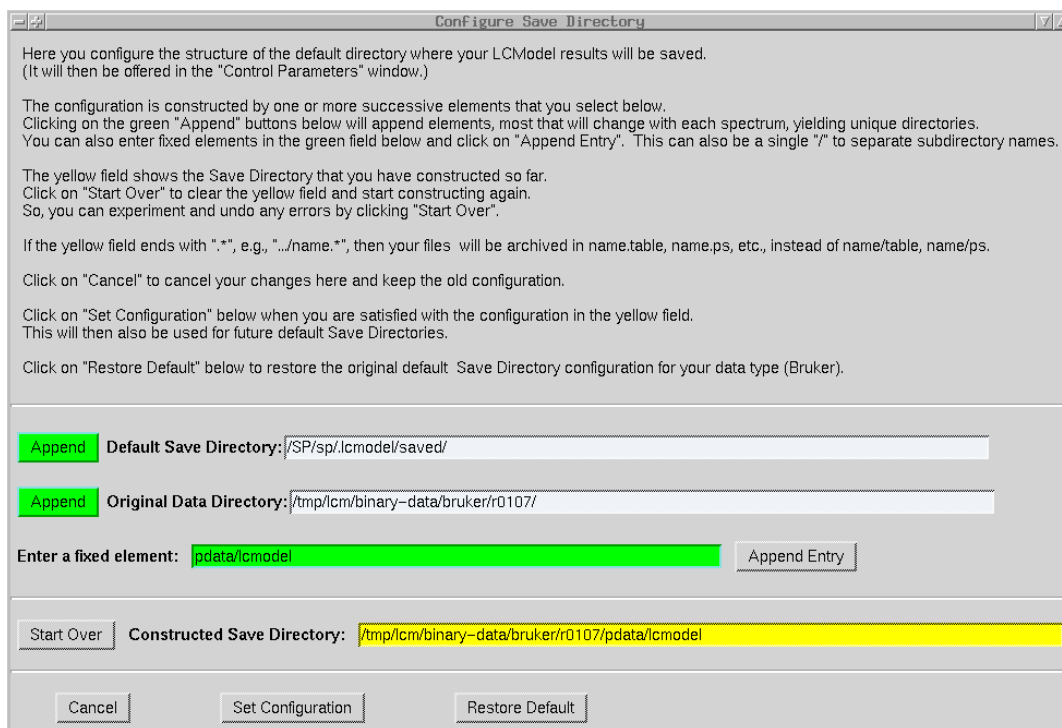 Configure Save Directory
Here you configure the structure of the default directory where your LCModel results will be saved.
(It will then be offered in the "Control Parameters" window.)
The configuration is constructed by one or more successive elements that you select below.
Clicking on the green "Append" buttons below will append elements, most that will change with each spectrum, yielding unique directories.
You can also enter fixed elements in the green field below and click on "Append Entry".  This can also be a single "/" to separate subdirectory names.
The yellow field shows the Save Directory that you have constructed so far.
Click on "Start Over" to clear the yellow field and start constructing again.
So, you can experiment and undo any errors by clicking "Start Over".
If the yellow field ends with ".*", e.g., ".../name.*", then your files  will be archived in name.table, name.ps, etc., instead of name/table, name/ps.
Click on "Cancel" to cancel your changes here and keep the old configuration.
Click on "Set Configuration" below when you are satisfied with the configuration in the yellow field.
This will then also be used for future default Save Directories.
Click on "Restore Default" below to restore the original default  Save Directory configuration for your data type (Bruker).
Append Default Save Directory: /SP/sp/.lcmodel/saved/
Append Original Data Directory: /tmp/lcm/binary-data/bruker/r0107/
Enter a fixed element: pdata/lcmodel Append Entry
Start Over Constructed Save Directory: /tmp/lcm/binary-data/bruker/r0107/pdata/lcmodel
Cancel Set Configuration Restore Default